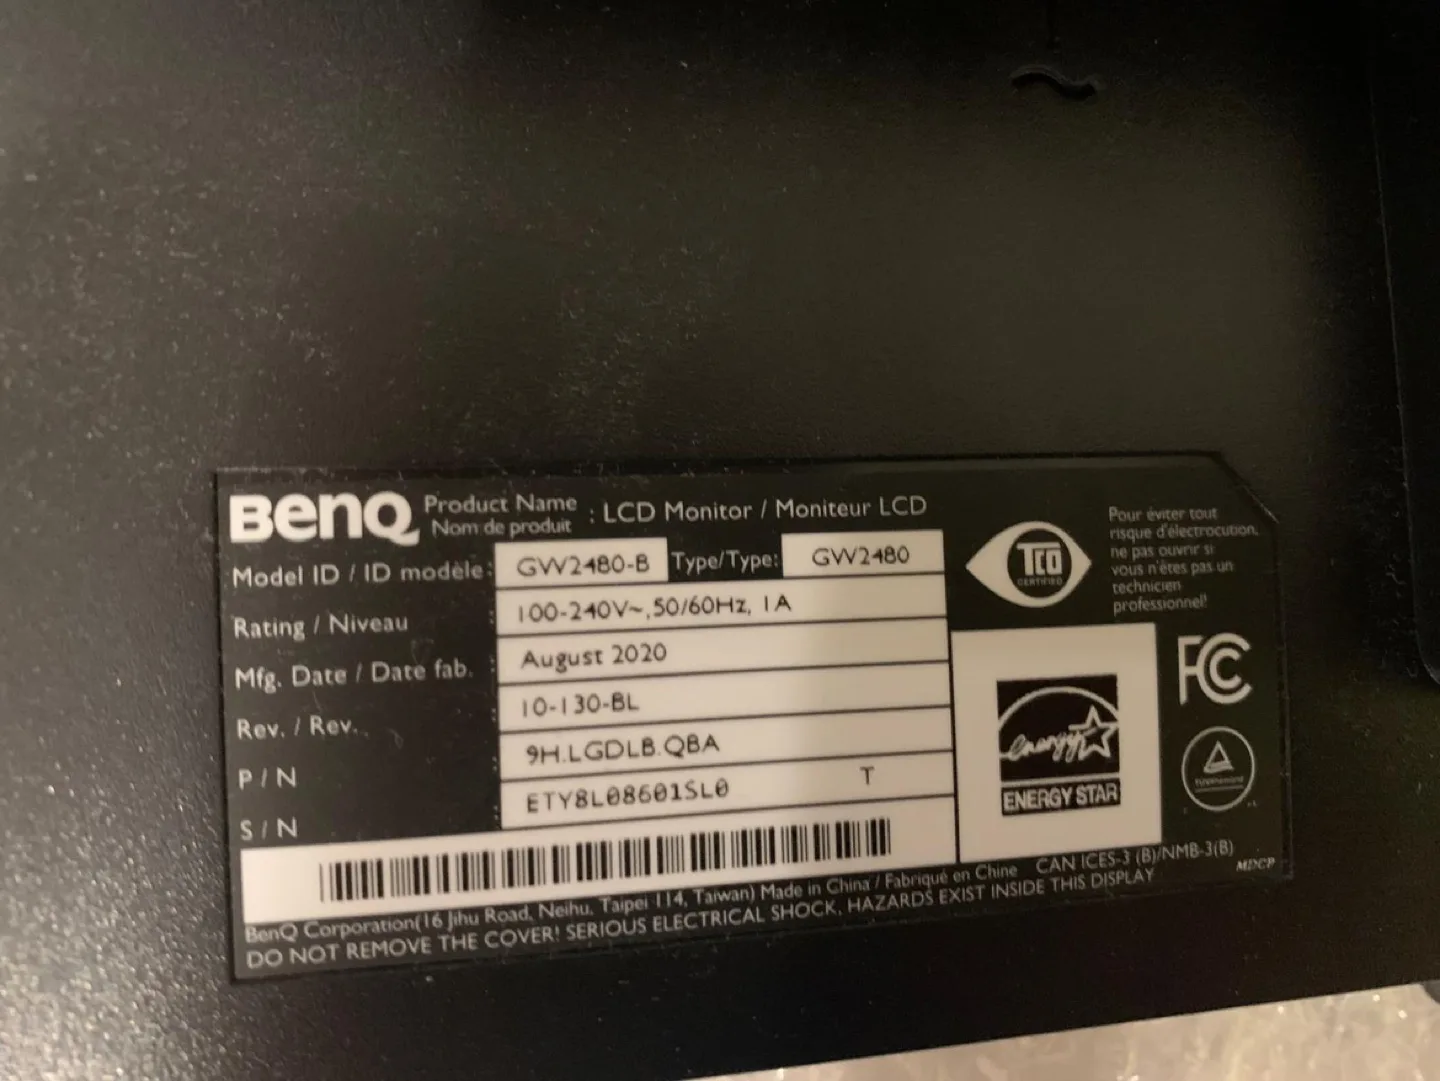 BenQ
Product Name
Nom de produit : LCD Monitor / Moniteur LCD
Model ID / ID modèle: GW2480-B Type/Type: GW2480
Rating / Niveau : 100-240V~,50/60Hz, 1A
Mfg. Date / Date fab. : August 2020
Rev. / Rev. : 10-130-BL
P / N 9H.LGDLB.QBA
S / N ETY8L08601SL0 T
TCO
CERTIFIED
Pour éviter tout
risque d'électrocution,
ne pas ouvrir si
vous n'êtes pas un
technicien
professionnel!
FC
energy
ENERGY STAR
TÜVRheinland
CAN ICES-3 (B)/NMB-3(B)
MDCP
BenQ Corporation(16 Jihu Road, Neihu, Taipei 114, Taiwan) Made in China / Fabriqué en Chine
DO NOT REMOVE THE COVER! SERIOUS ELECTRICAL SHOCK, HAZARDS EXIST INSIDE THIS DISPLAY